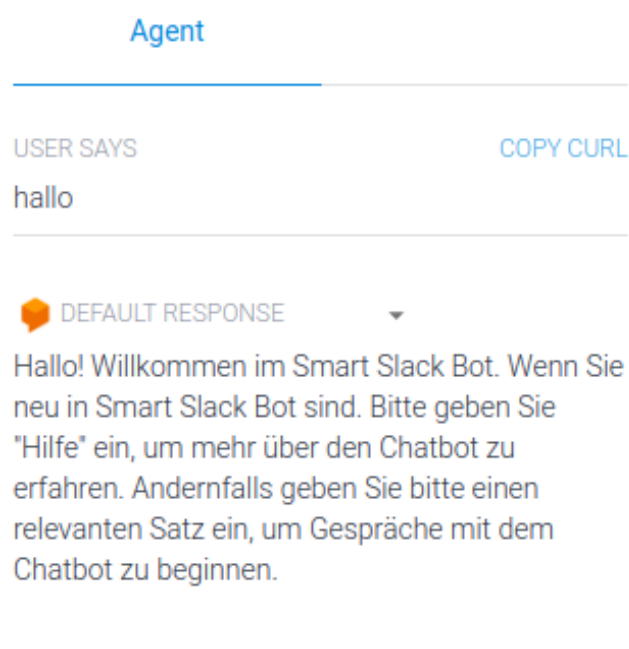 Agent
USER SAYS COPY CURL
hallo
DEFAULT RESPONSE
Hallo! Willkommen im Smart Slack Bot. Wenn Sie
neu in Smart Slack Bot sind. Bitte geben Sie
"Hilfe" ein, um mehr über den Chatbot zu
erfahren. Andernfalls geben Sie bitte einen
relevanten Satz ein, um Gespräche mit dem
Chatbot zu beginnen.